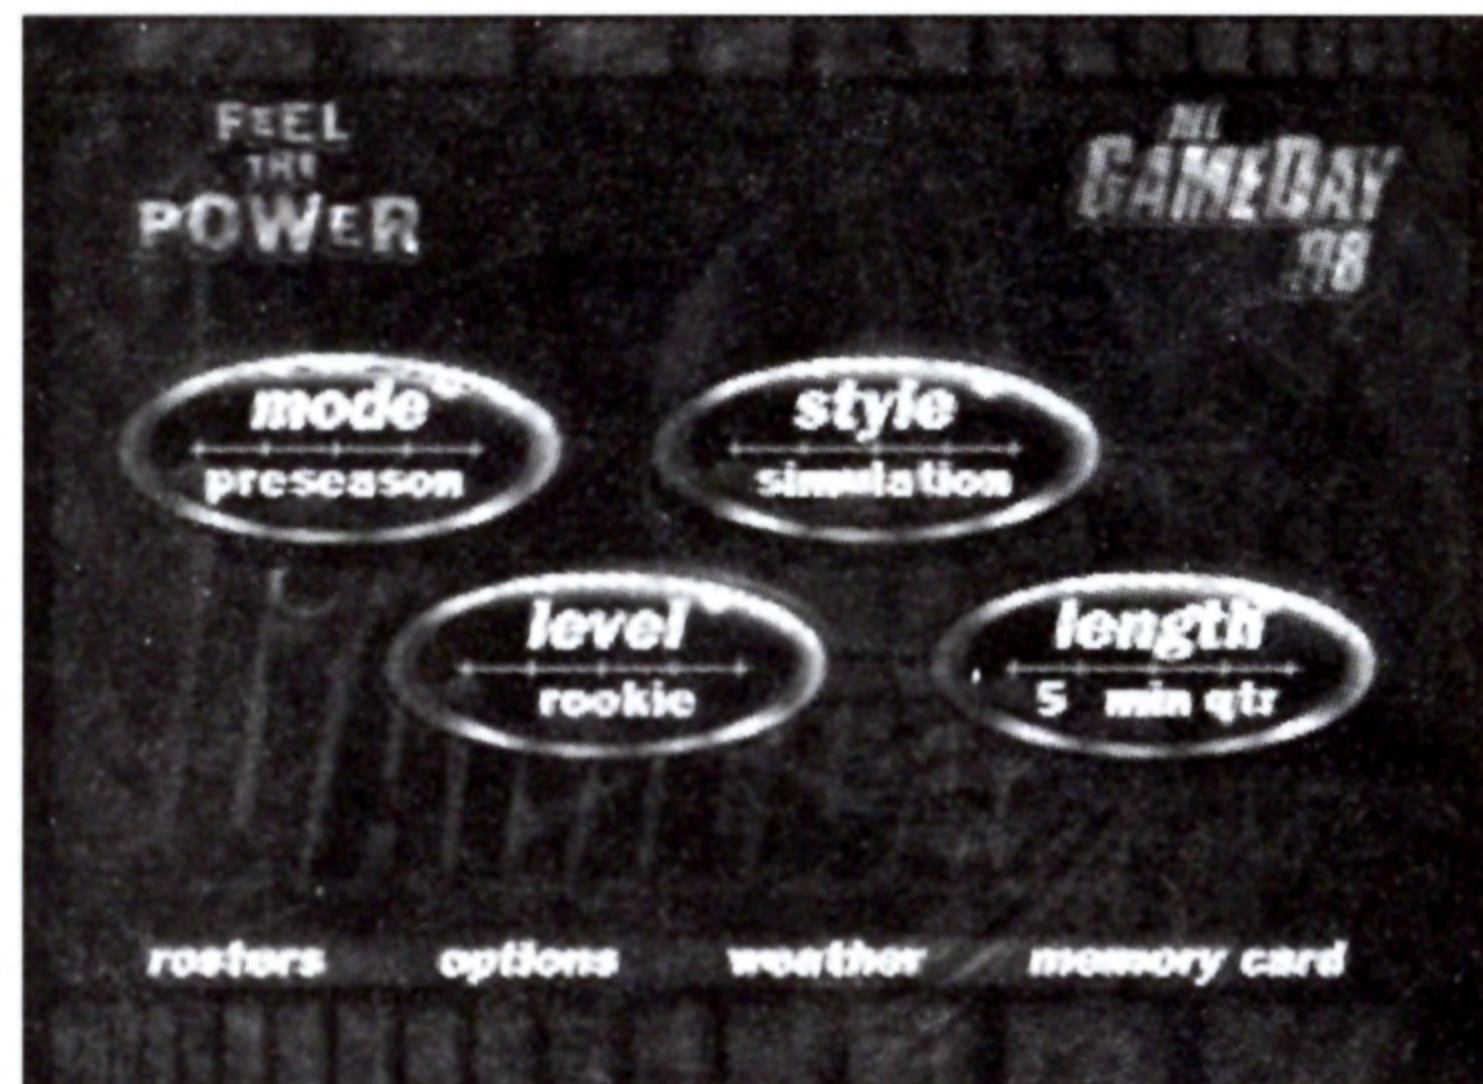 FEEL
THE
POWER
NFL
GAMEDAY
98
mode
preseason
style
simulation
level
rookie
length
5 min qtr
rosters options weather memory card